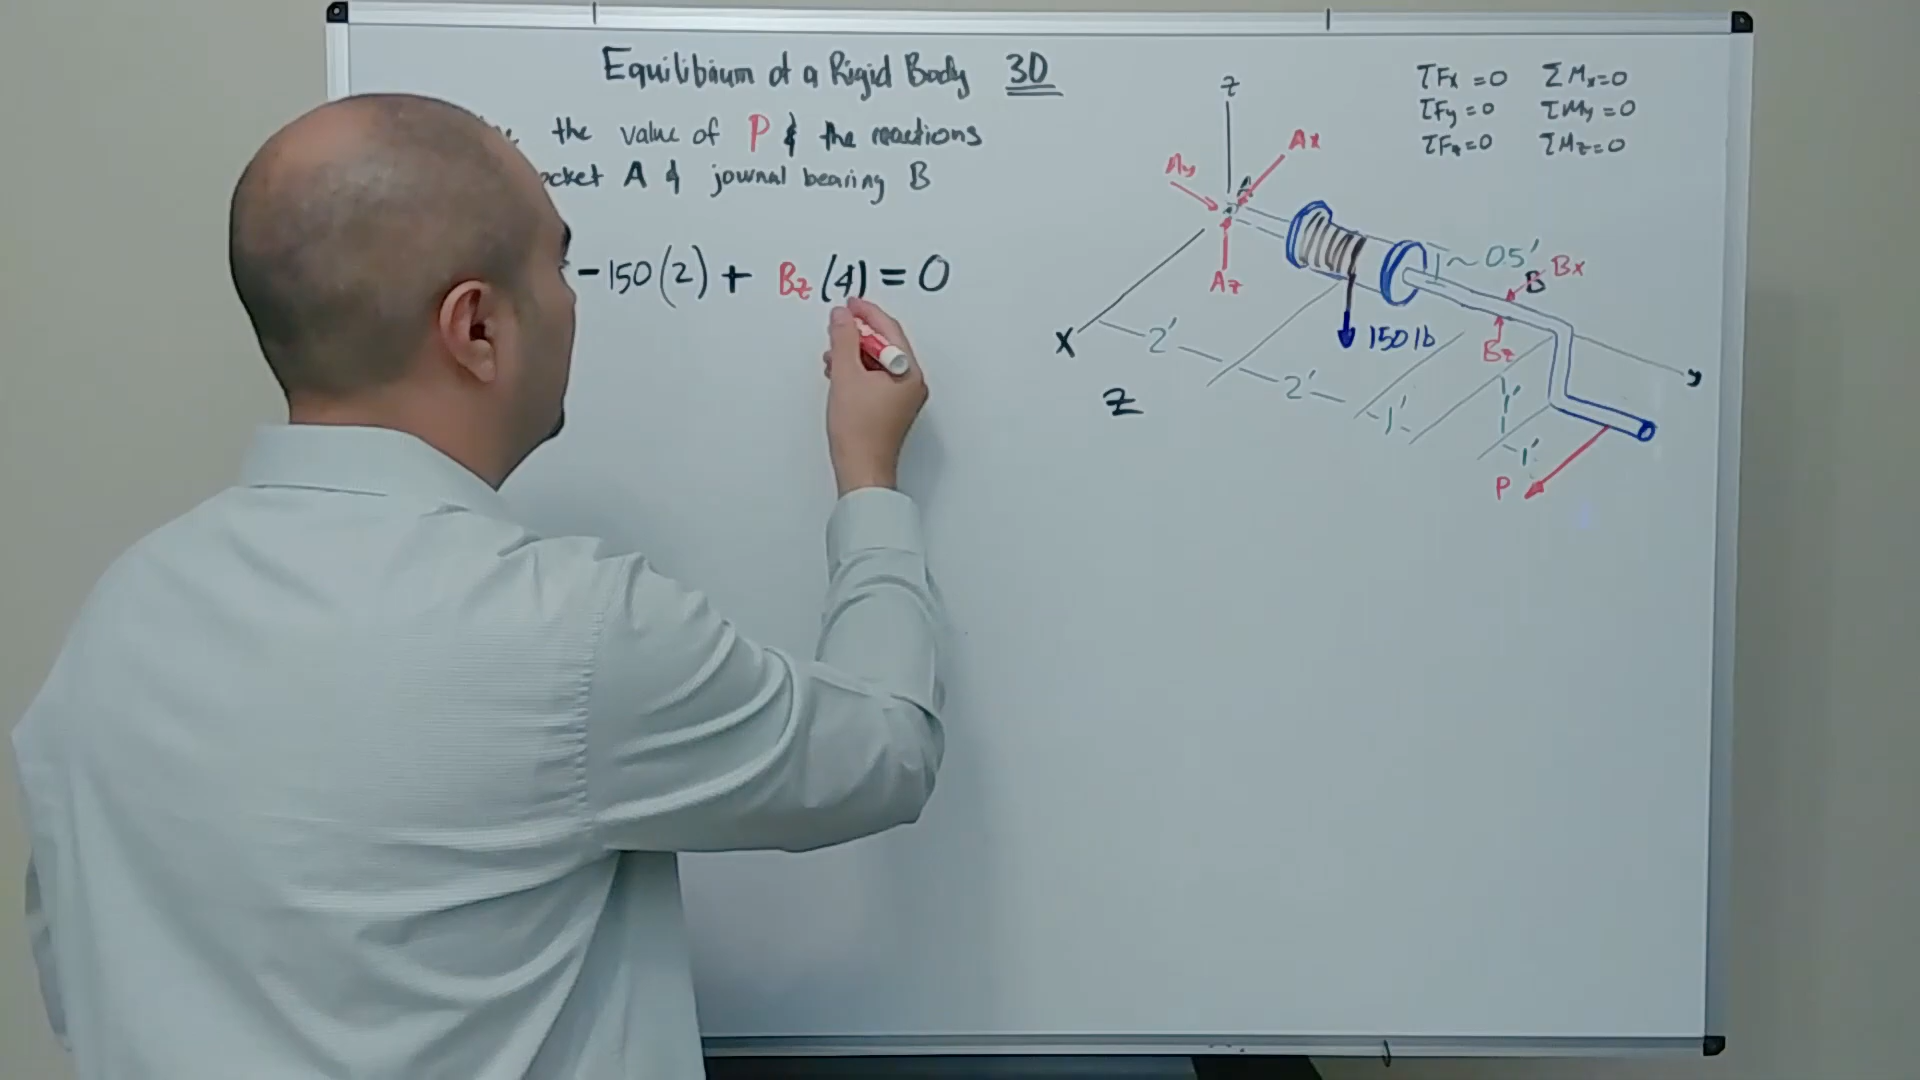 Equilibium of a Rigid Body 3D
the value of P & the reactions
ocket A & journal bearing B
-150(2) + Bz(4) = 0
ΣFx=0 ΣMx=0
ΣFy=0 ΣMy=0
ΣFz=0 ΣMz=0
z
Ax
Ay
A
Az
~0.5'
Bx
B
150 lb
Bz
x
2'
y
z
2'
1'
1'
1'
P